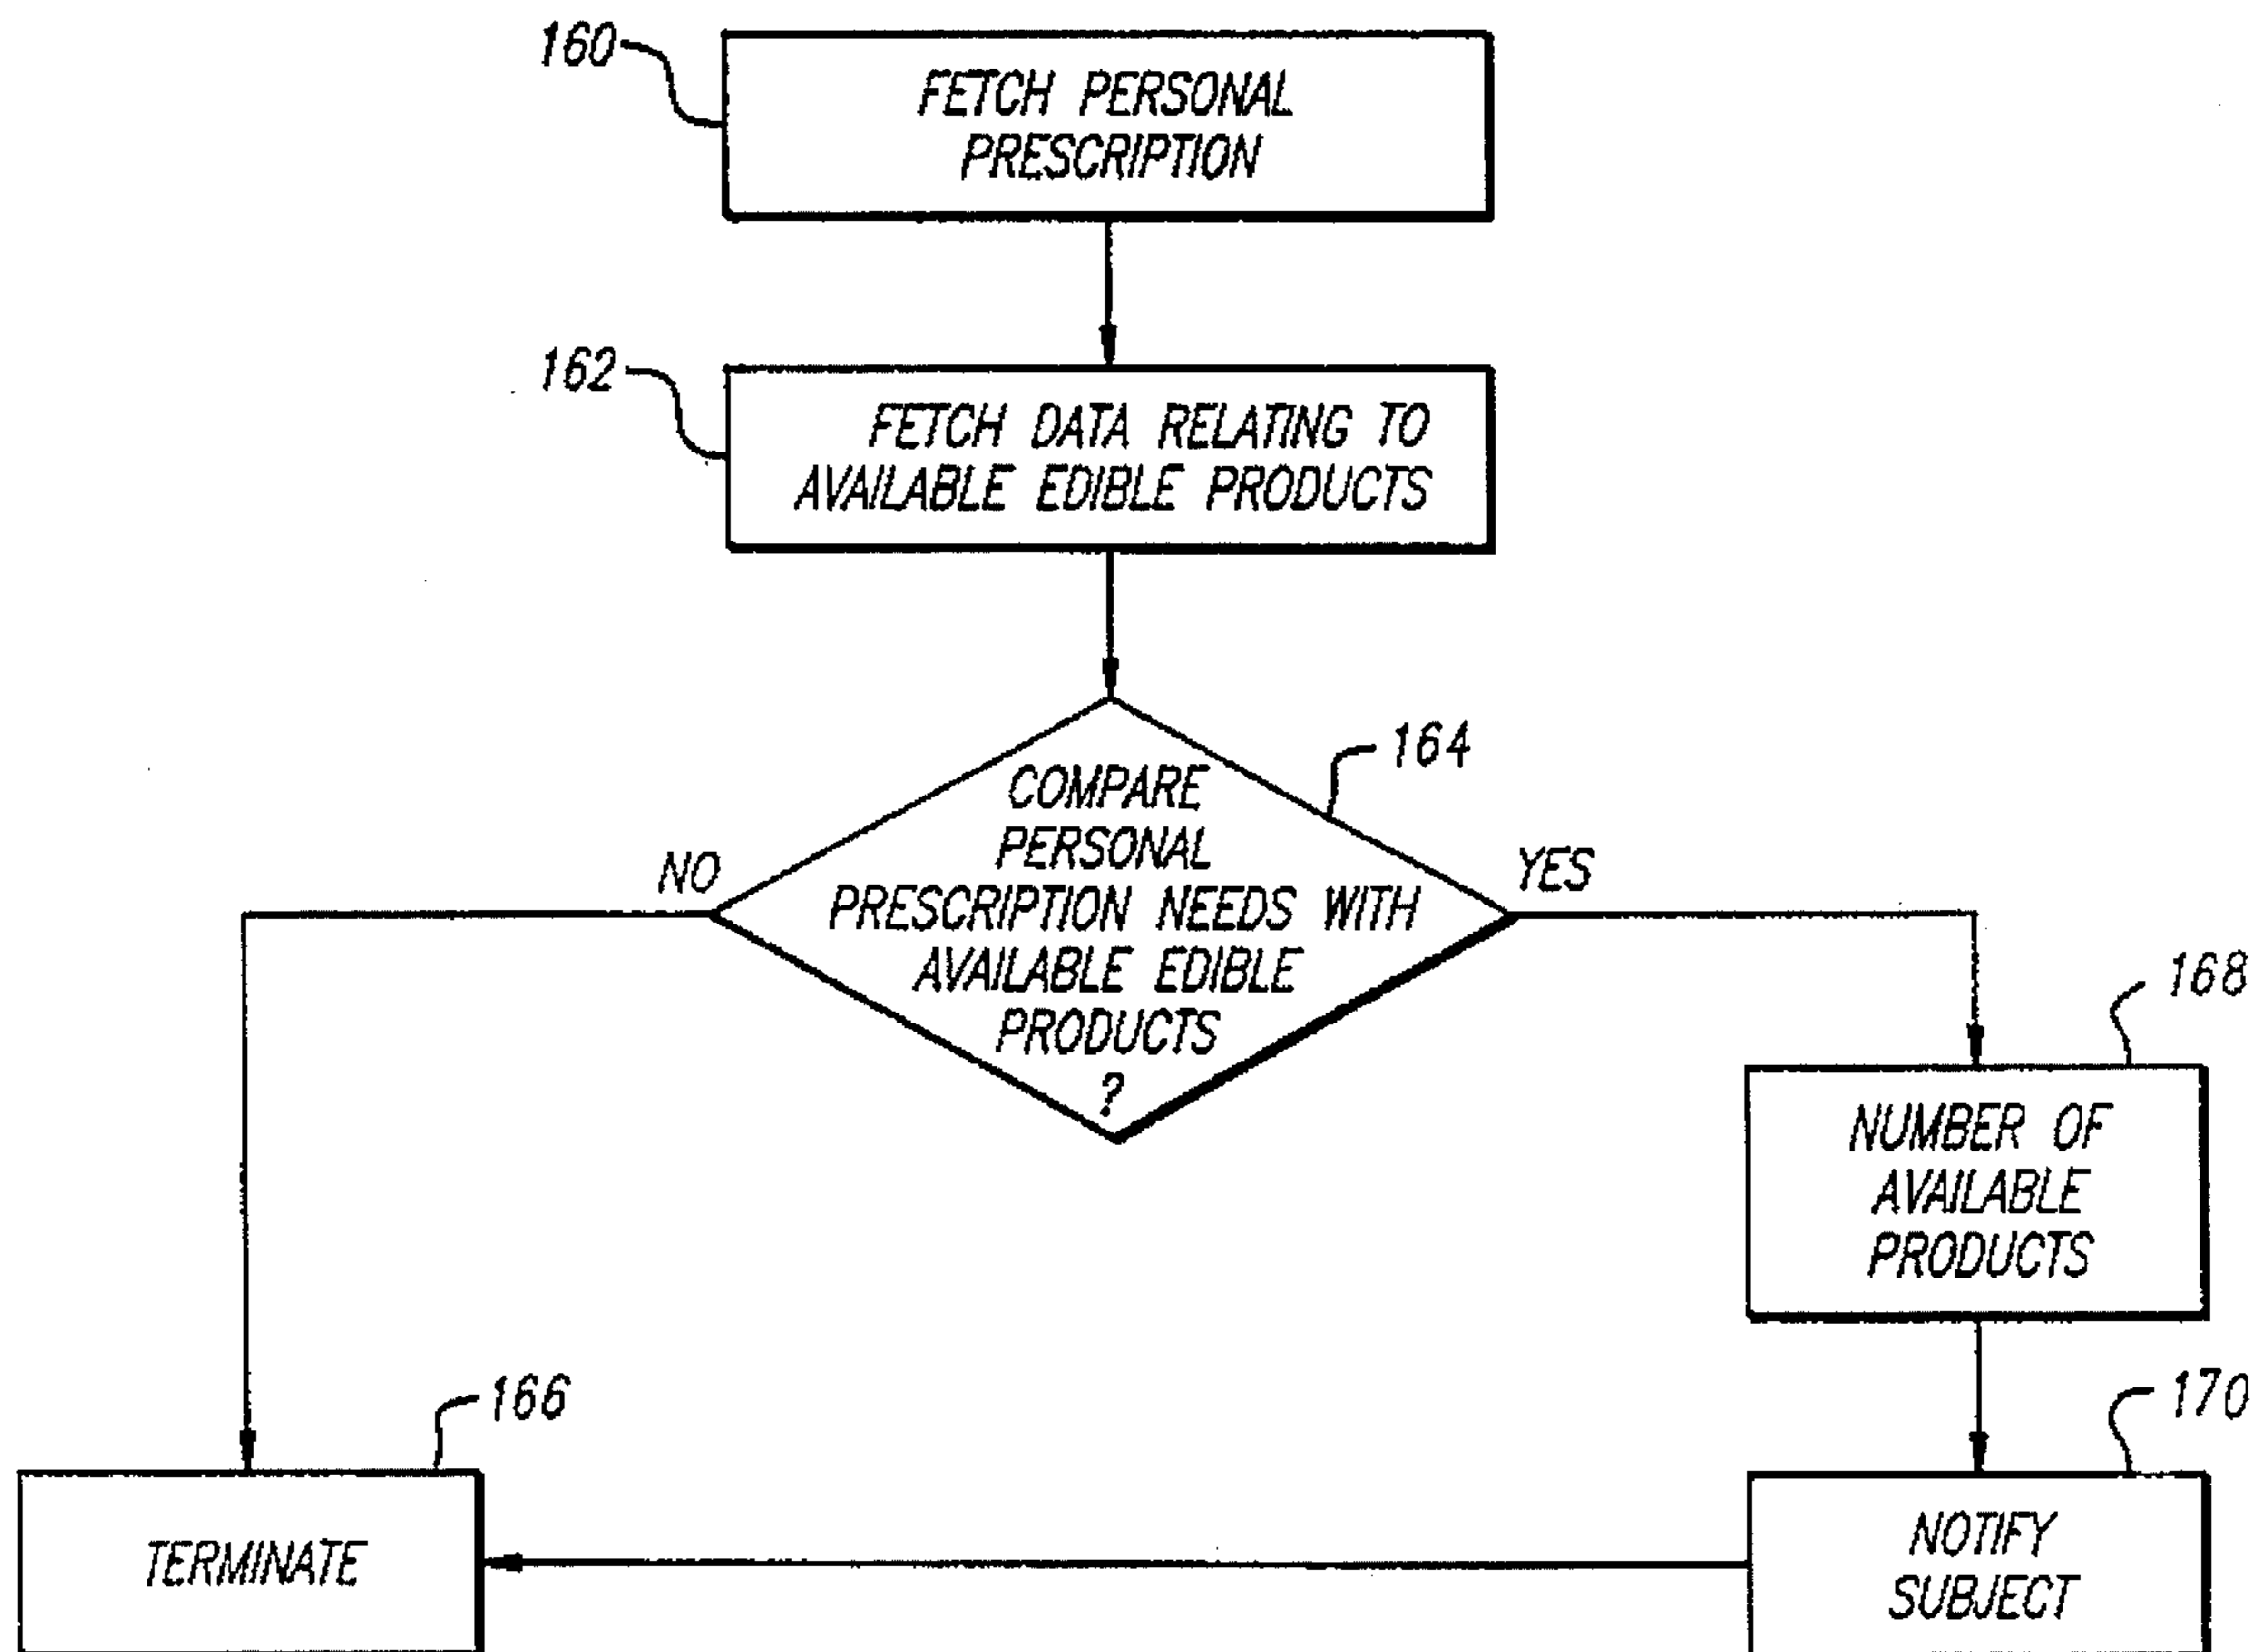 160
FETCH PERSONAL
PRESCRIPTION
162
FETCH DATA RELATING TO
AVAILABLE EDIBLE PRODUCTS
164
COMPARE
PERSONAL
PRESCRIPTION NEEDS WITH
AVAILABLE EDIBLE
PRODUCTS
?
NO
YES
168
NUMBER OF
AVAILABLE
PRODUCTS
166
TERMINATE
170
NOTIFY
SUBJECT